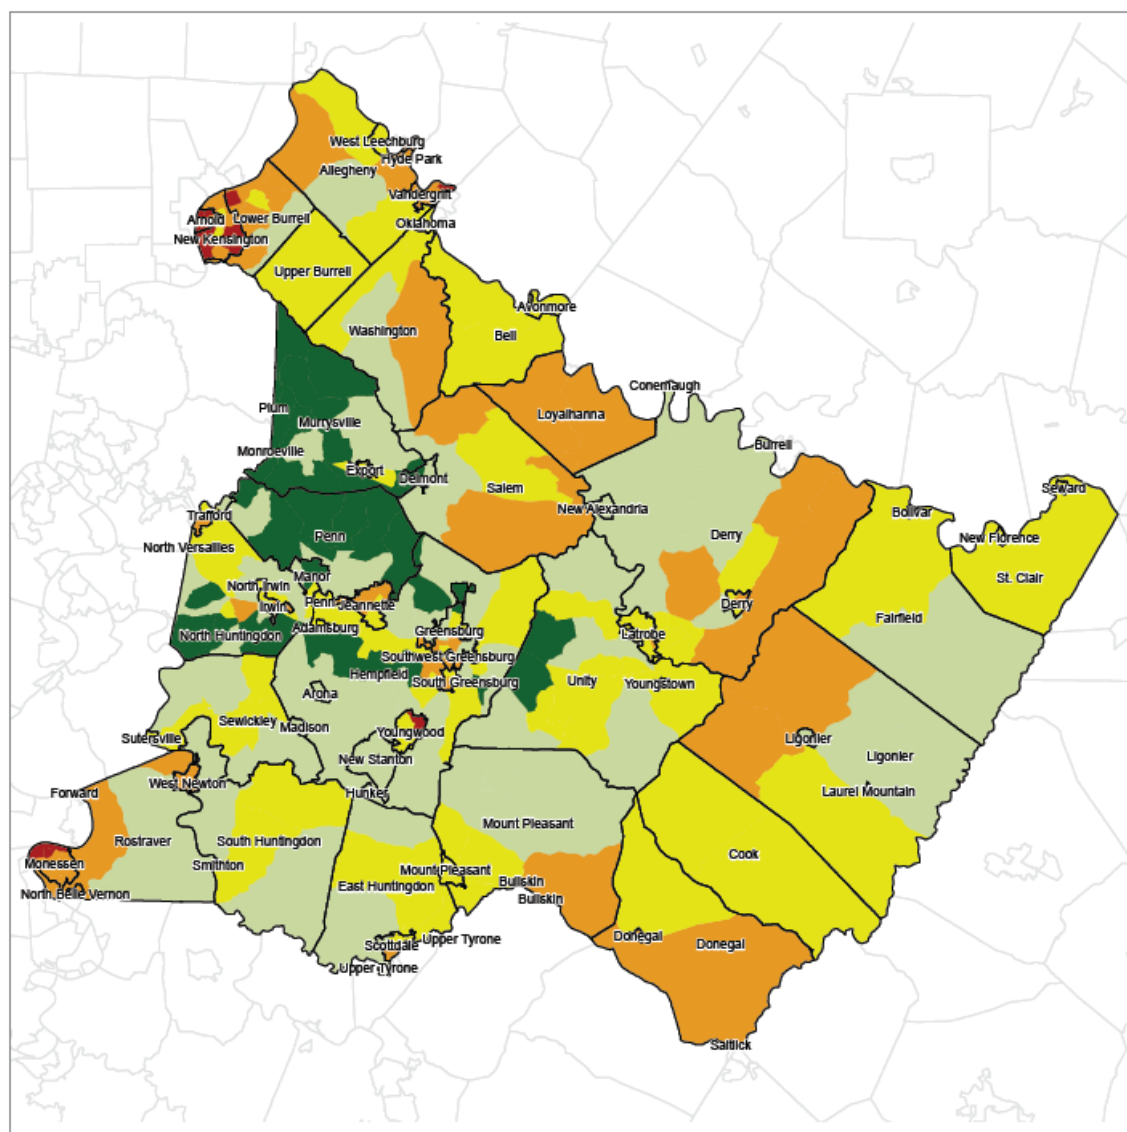 West Leechburg
Hyde Park
Allegheny
Vandergrift
Arnold
Lower Burrell
Oklahoma
New Kensington
Upper Burrell
Avonmore
Washington
Bell
Conemaugh
Plum
Loyalhanna
Murrysville
Burrell
Monroeville
Export
Delmont
Salem
Seward
New Alexandria
Bolivar
Trafford
Penn
Derry
New Florence
North Versailles
Manor
St. Clair
North Irwin
Penn
Jeannette
Irwin
Derry
Fairfield
Adamsburg
Greensburg
Latrobe
North Huntingdon
Southwest Greensburg
Hempfield
South Greensburg
Unity
Youngstown
Arona
Sewickley
Madison
Youngwood
Sutersville
Ligonier
New Stanton
Ligonier
West Newton
Forward
Hunker
Laurel Mountain
Mount Pleasant
Rostraver
South Huntingdon
Cook
Monessen
Smithton
Mount Pleasant
Bullskin
East Huntingdon
North Belle Vernon
Bullskin
Donegal
Upper Tyrone
Scottdale
Donegal
Upper Tyrone
Saltlick